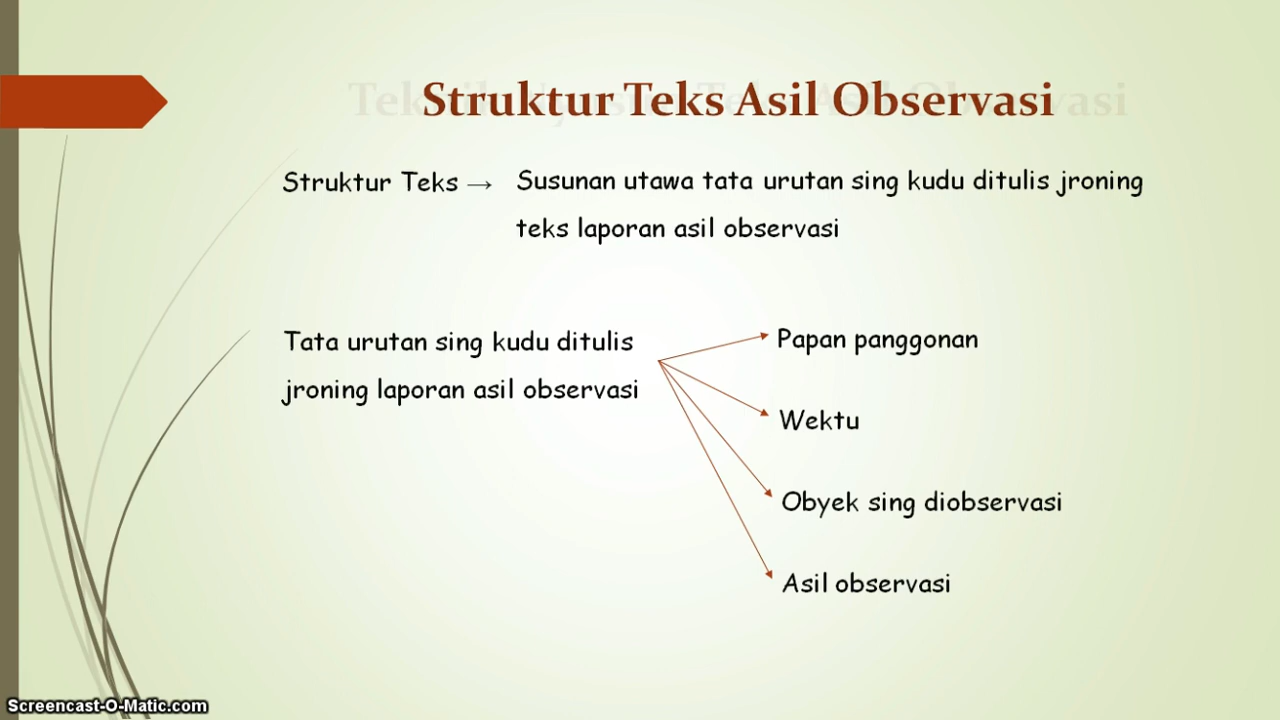 Struktur Teks Asil Observasi
Struktur Teks → Susunan utawa tata urutan sing kudu ditulis jroning
teks laporan asil observasi
Tata urutan sing kudu ditulis
jroning laporan asil observasi
Papan panggonan
Wektu
Obyek sing diobservasi
Asil observasi
Screencast-O-Matic.com